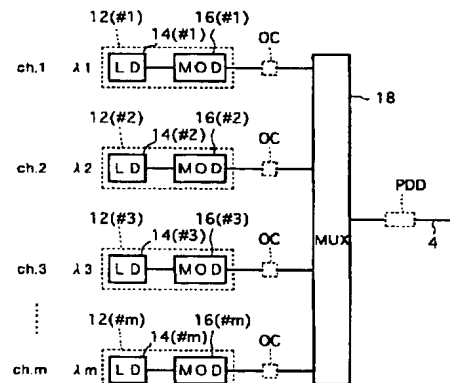 12(#1) 16(#1)
14(#1) OC
ch.1 λ1 LD MOD
18
12(#2) 16(#2)
14(#2) OC
ch.2 λ2 LD MOD
PDD
12(#3) 16(#3)
14(#3) OC
MUX 4
ch.3 λ3 LD MOD
12(#m) 16(#m)
14(#m) OC
ch.m λm LD MOD